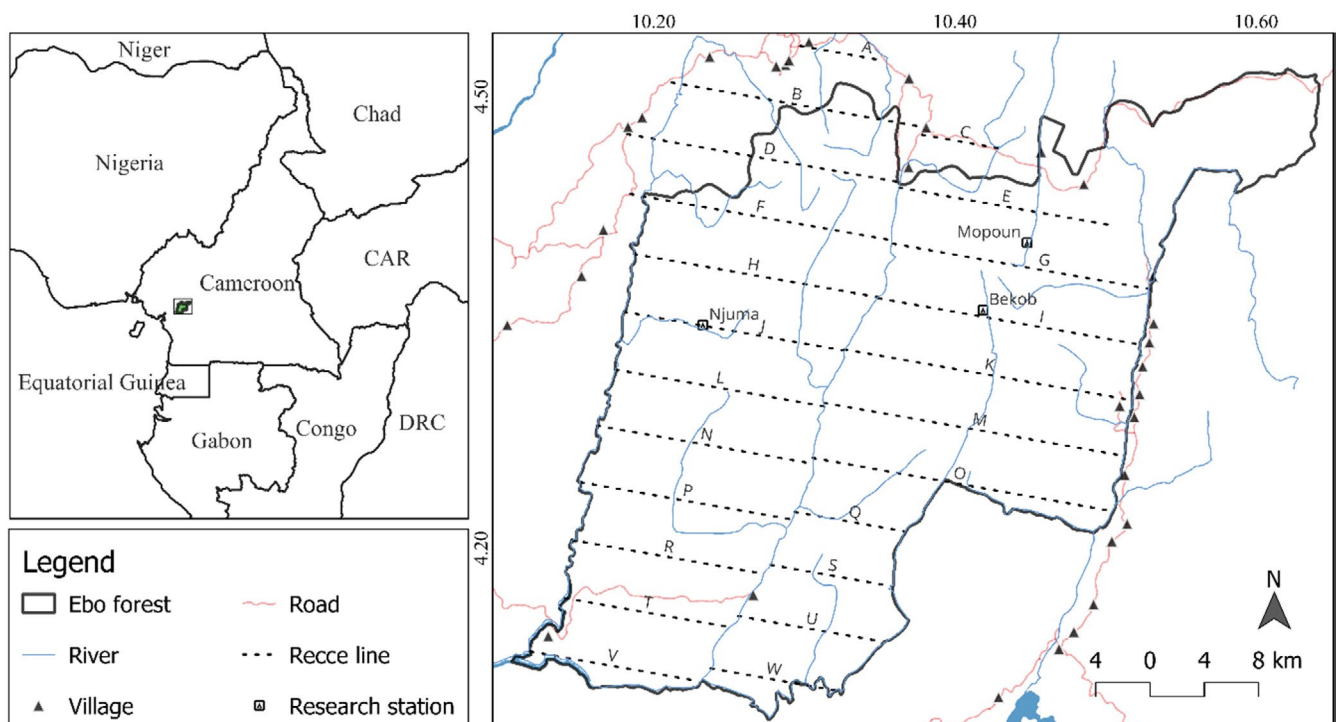 Niger
Chad
Nigeria
Cameroon
CAR
Equatorial Guinea
Gabon
Congo
DRC
Legend
Ebo forest
Road
River
Recce line
Village
Research station
10.20 10.40 10.60
4.50
4.20
A
B
C
D
E
Mopoun
F
G
H
Bekob
I
Njuma
J
K
L
M
N
O
P
Q
R
S
T
U
V
W
N
4 0 4 8 km